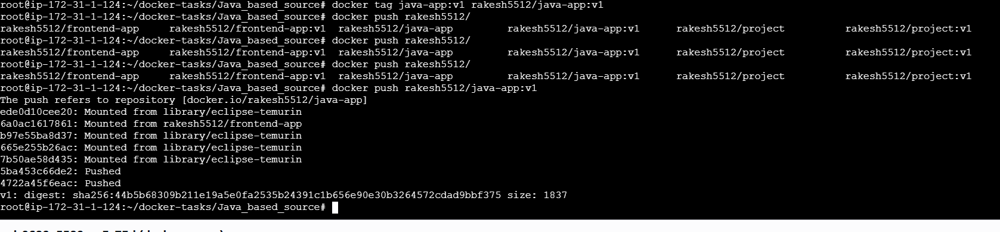 root@ip-172-31-1-124:~/docker-tasks/Java_based_source# docker tag java-app:v1 rakesh5512/java-app:v1
root@ip-172-31-1-124:~/docker-tasks/Java_based_source# docker push rakesh5512/
rakesh5512/frontend-app     rakesh5512/frontend-app:v1  rakesh5512/java-app         rakesh5512/java-app:v1      rakesh5512/project          rakesh5512/project:v1
root@ip-172-31-1-124:~/docker-tasks/Java_based_source# docker push rakesh5512/
rakesh5512/frontend-app     rakesh5512/frontend-app:v1  rakesh5512/java-app         rakesh5512/java-app:v1      rakesh5512/project          rakesh5512/project:v1
root@ip-172-31-1-124:~/docker-tasks/Java_based_source# docker push rakesh5512/
rakesh5512/frontend-app     rakesh5512/frontend-app:v1  rakesh5512/java-app         rakesh5512/java-app:v1      rakesh5512/project          rakesh5512/project:v1
root@ip-172-31-1-124:~/docker-tasks/Java_based_source# docker push rakesh5512/java-app:v1
The push refers to repository [docker.io/rakesh5512/java-app]
ede0d10cee20: Mounted from library/eclipse-temurin
6a0ac1617861: Mounted from rakesh5512/frontend-app
b97e55ba8d37: Mounted from library/eclipse-temurin
665e255b26ac: Mounted from library/eclipse-temurin
7b50ae58d435: Mounted from library/eclipse-temurin
5ba453c66de2: Pushed
4722a45f6eac: Pushed
v1: digest: sha256:44b5b68309b211e19a5e0fa2535b24391c1b656e90e30b3264572cdad9bbf375 size: 1837
root@ip-172-31-1-124:~/docker-tasks/Java_based_source#